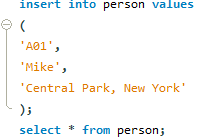 insert into person values
(
'A01',
'Mike',
'Central Park, New York'
);
select * from person;